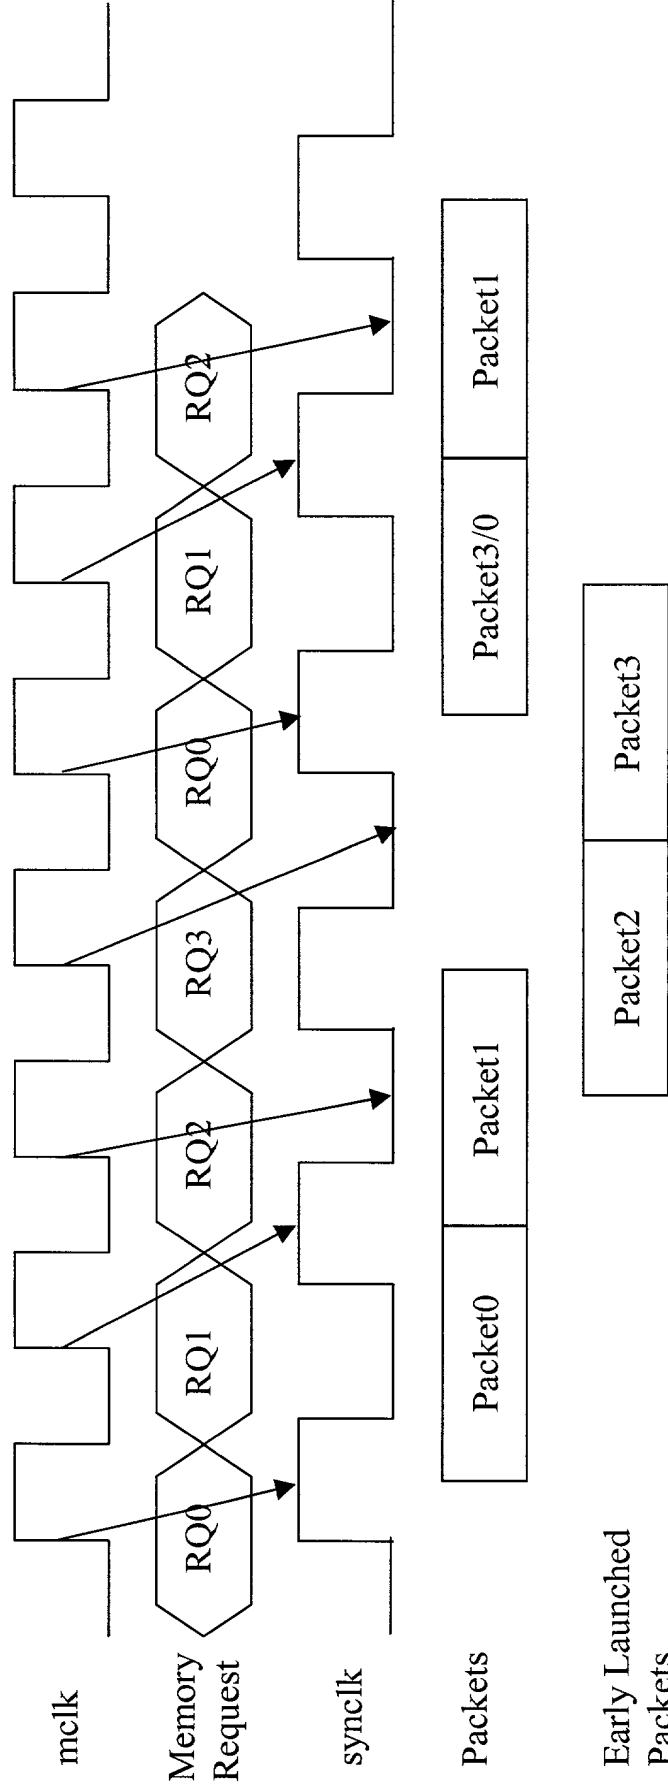 mclk
Memory
Request
RQ0
RQ1
RQ2
RQ3
RQ0
RQ1
RQ2
synclk
Packets
Packet0
Packet1
Packet3/0
Packet1
Early Launched
Packets
Packet2
Packet3